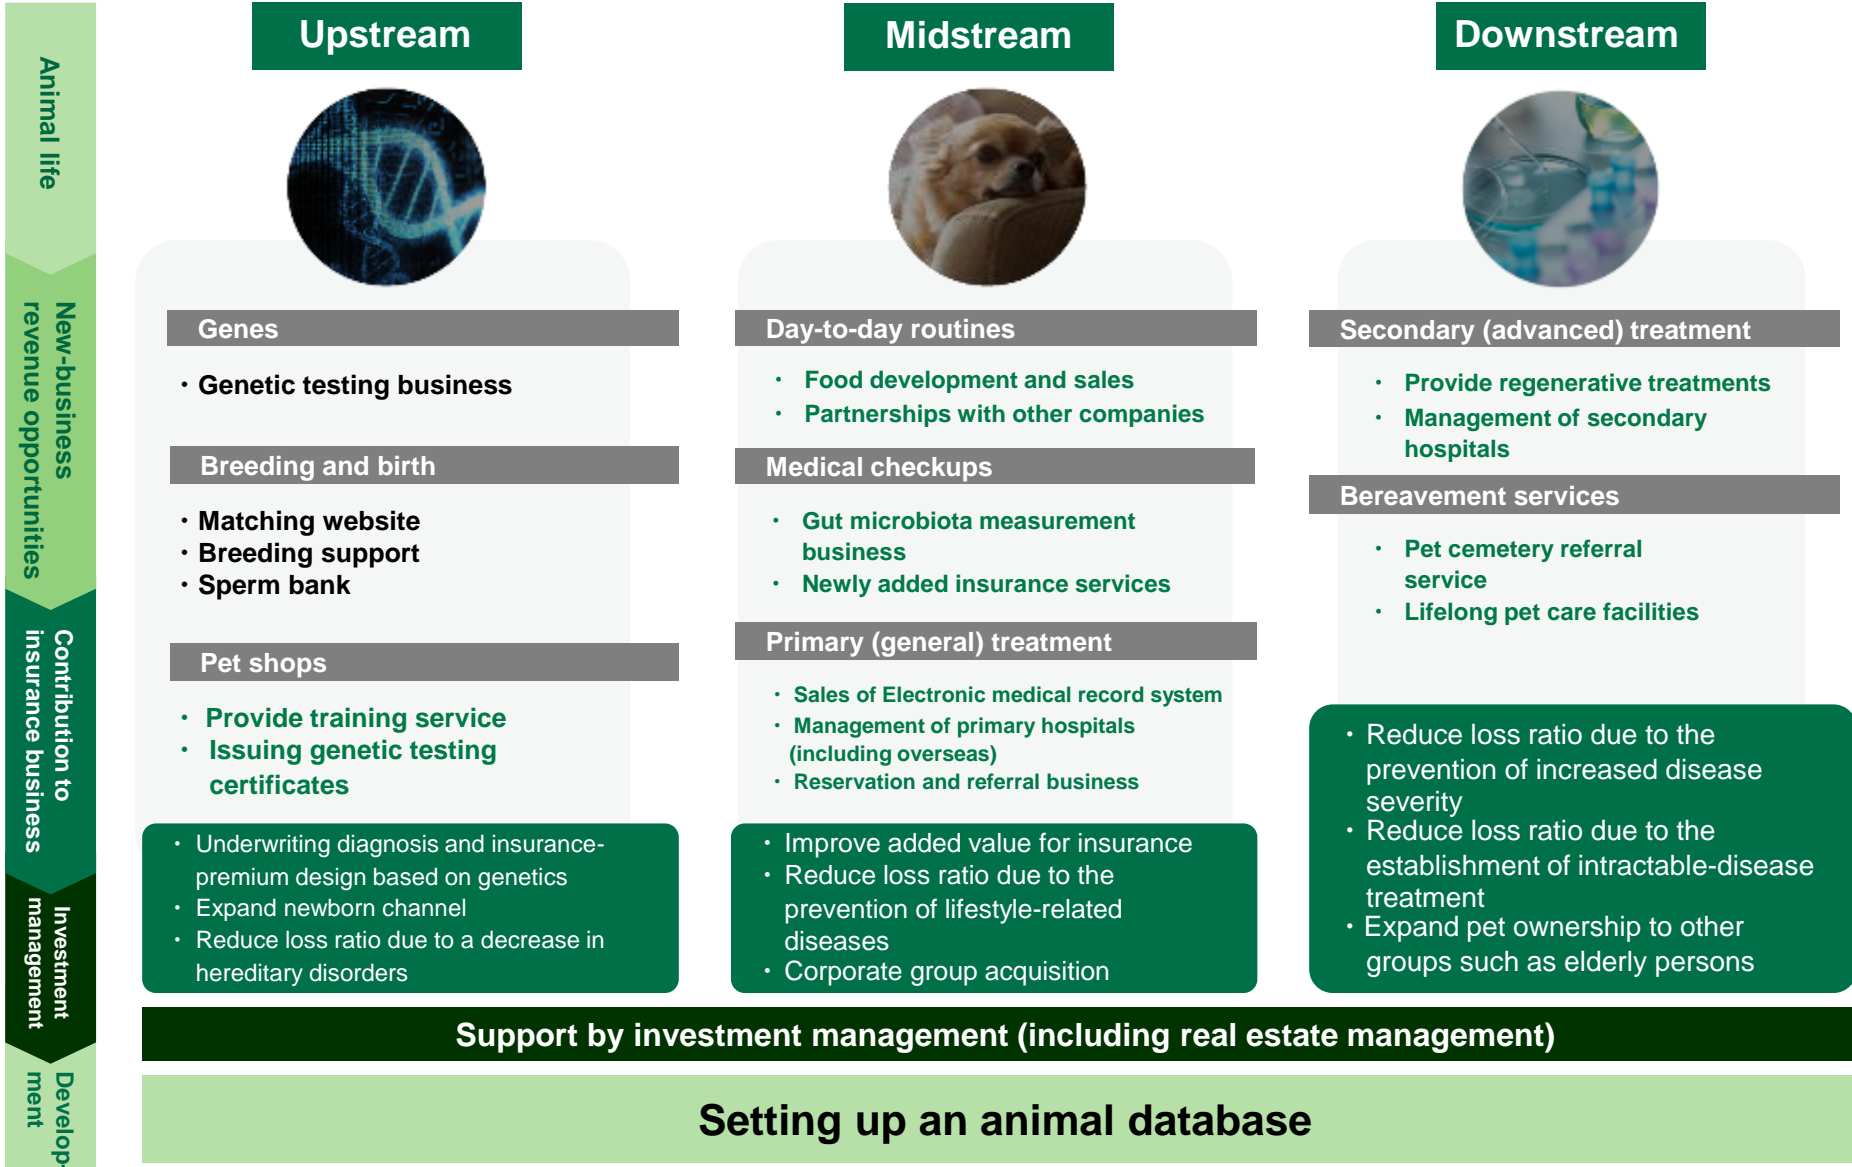 Animal life
New-business
revenue opportunities
Contribution to
insurance business
Investment
management
Develop-
ment
Upstream
Genes
・Genetic testing business
Breeding and birth
・Matching website
・Breeding support
・Sperm bank
Pet shops
・ Provide training service
・ Issuing genetic testing
certificates
・ Underwriting diagnosis and insurance-
premium design based on genetics
・ Expand newborn channel
・ Reduce loss ratio due to a decrease in
hereditary disorders
Midstream
Day-to-day routines
・ Food development and sales
・ Partnerships with other companies
Medical checkups
・ Gut microbiota measurement
business
・ Newly added insurance services
Primary (general) treatment
・ Sales of Electronic medical record system
・ Management of primary hospitals
(including overseas)
・ Reservation and referral business
・ Improve added value for insurance
・ Reduce loss ratio due to the
prevention of lifestyle-related
diseases
・ Corporate group acquisition
Downstream
Secondary (advanced) treatment
・ Provide regenerative treatments
・ Management of secondary
hospitals
Bereavement services
・ Pet cemetery referral
service
・ Lifelong pet care facilities
・ Reduce loss ratio due to the
prevention of increased disease
severity
・ Reduce loss ratio due to the
establishment of intractable-disease
treatment
・ Expand pet ownership to other
groups such as elderly persons
Support by investment management (including real estate management)
Setting up an animal database